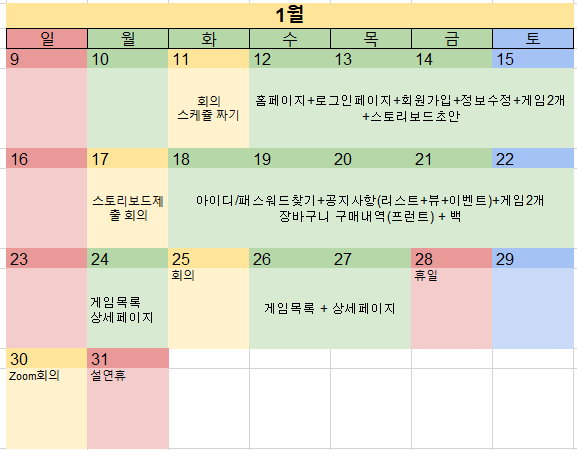 1월
일 월 화 수 목 금 토
9 10 11 12 13 14 15
회의
스케쥴 짜기
홈페이지+로그인페이지+회원가입+정보수정+게임2개
+스토리보드초안
16 17 18 19 20 21 22
스토리보드제
출 회의
아이디/패스워드찾기+공지사항(리스트+뷰+이벤트)+게임2개
장바구니 구매내역(프런트) + 백
23 24 25 26 27 28 29
회의
휴일
게임목록
상세페이지
게임목록 + 상세페이지
30 31
Zoom회의
설연휴